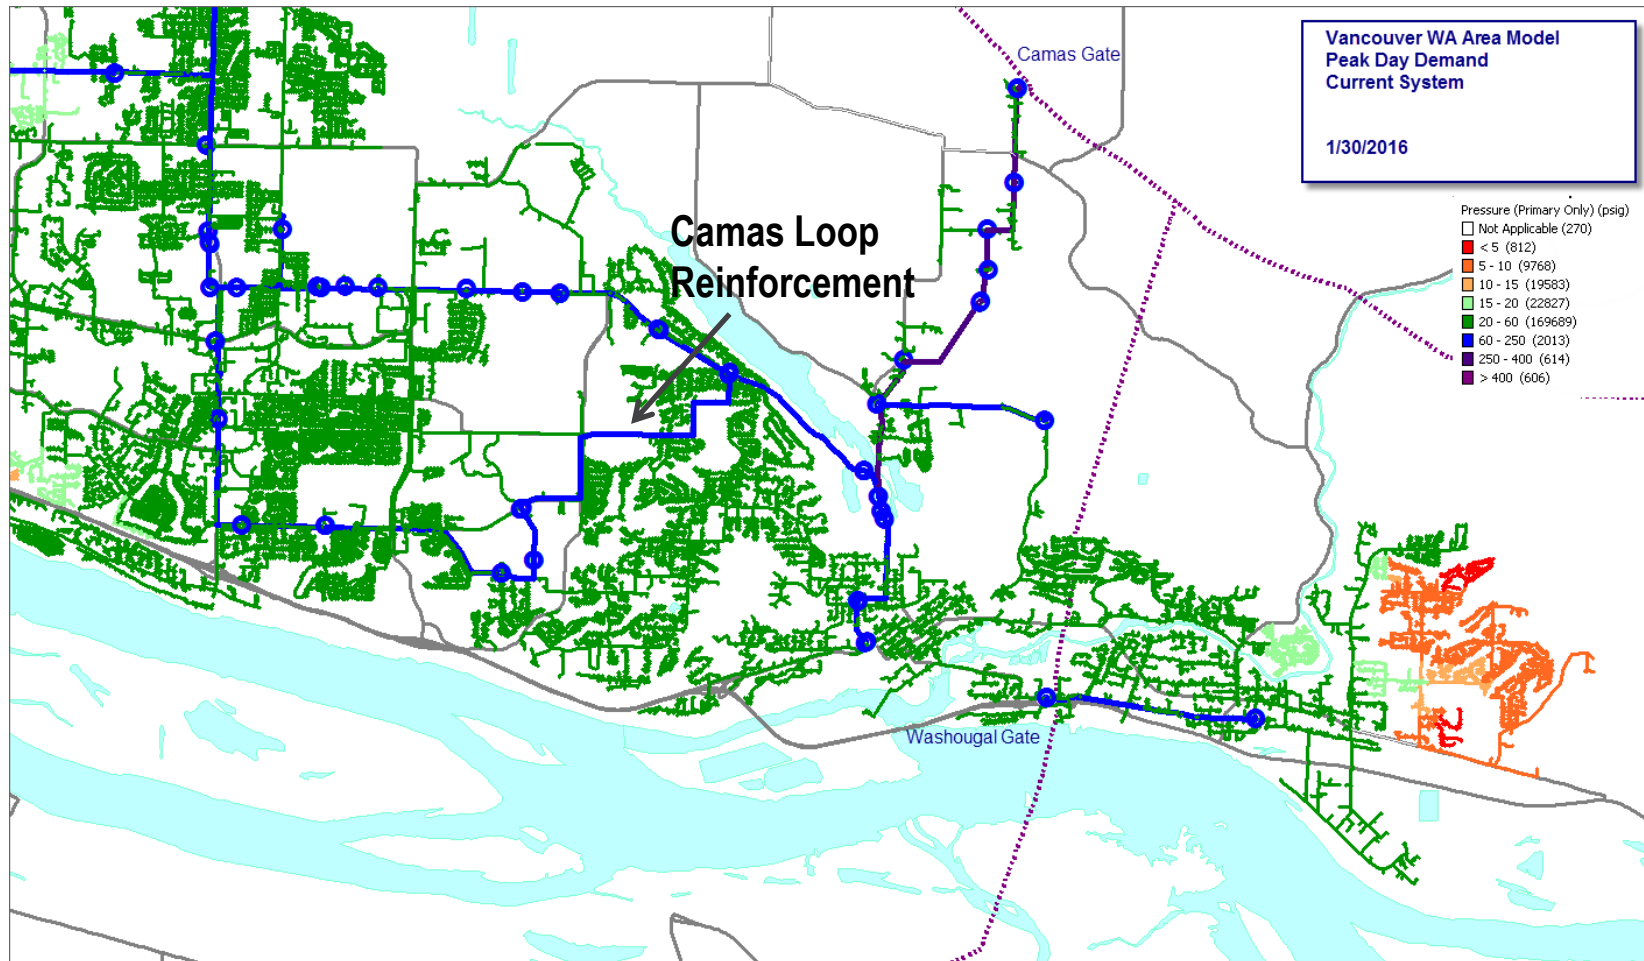 Camas Gate
Vancouver WA Area Model
Peak Day Demand
Current System
1/30/2016
Pressure (Primary Only) (psig)
Not Applicable (270)
< 5 (812)
5 - 10 (9768)
10 - 15 (19583)
15 - 20 (22827)
20 - 60 (169689)
60 - 250 (2013)
250 - 400 (614)
> 400 (606)
Camas Loop
Reinforcement
Washougal Gate